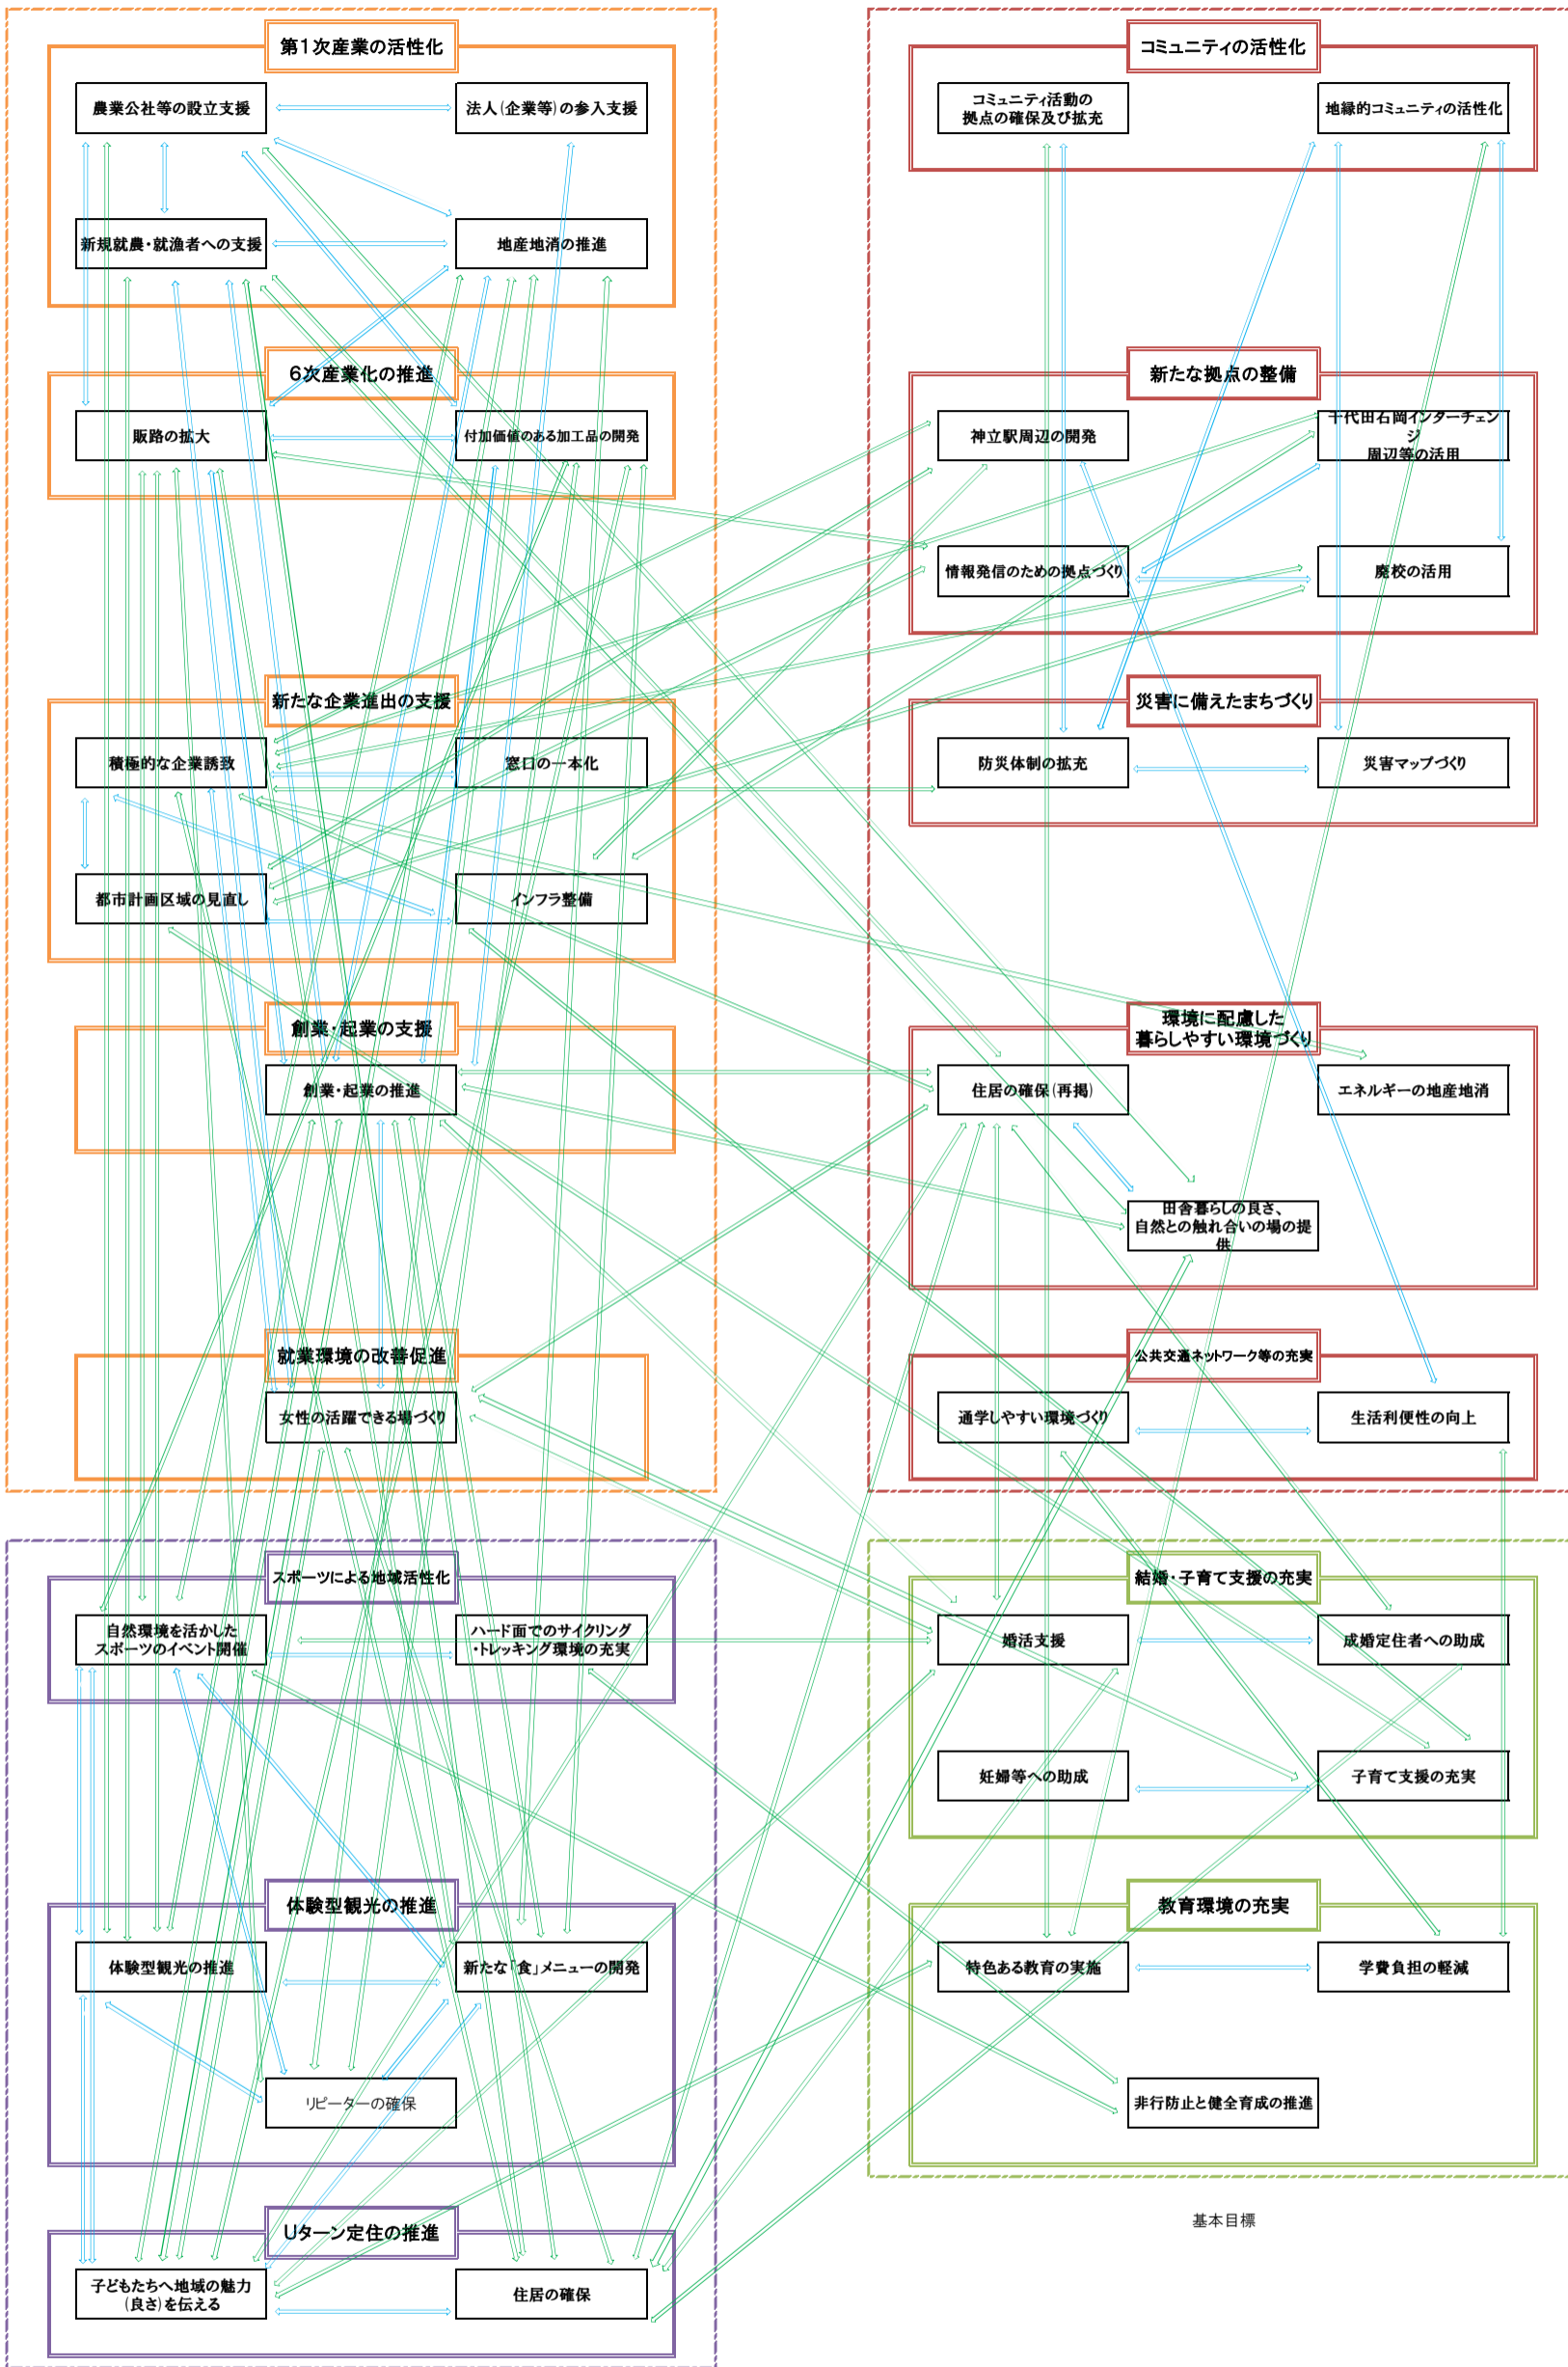 第１次産業の活性化
農業公社等の設立支援
法人（企業等）の参入支援
新規就農・就漁者への支援
地産地消の推進
６次産業化の推進
販路の拡大
付加価値のある加工品の開発
新たな企業進出の支援
積極的な企業誘致
窓口の一本化
都市計画区域の見直し
インフラ整備
創業・起業の支援
創業・起業の推進
就業環境の改善促進
女性の活躍できる場づくり
コミュニティの活性化
コミュニティ活動の
拠点の確保及び拡充
地縁的コミュニティの活性化
新たな拠点の整備
神立駅周辺の開発
千代田石岡インターチェン
ジ
周辺等の活用
情報発信のための拠点づくり
廃校の活用
災害に備えたまちづくり
防災体制の拡充
災害マップづくり
環境に配慮した
暮らしやすい環境づくり
住居の確保（再掲）
エネルギーの地産地消
田舎暮らしの良さ、
自然との触れ合いの場の提
供
公共交通ネットワーク等の充実
通学しやすい環境づくり
生活利便性の向上
スポーツによる地域活性化
自然環境を活かした
スポーツのイベント開催
ハード面でのサイクリング
・トレッキング環境の充実
体験型観光の推進
体験型観光の推進
新たな「食」メニューの開発
リピーターの確保
Uターン定住の推進
子どもたちへ地域の魅力
（良さ）を伝える
住居の確保
結婚・子育て支援の充実
婚活支援
成婚定住者への助成
妊婦等への助成
子育て支援の充実
教育環境の充実
特色ある教育の実施
学費負担の軽減
非行防止と健全育成の推進
基本目標